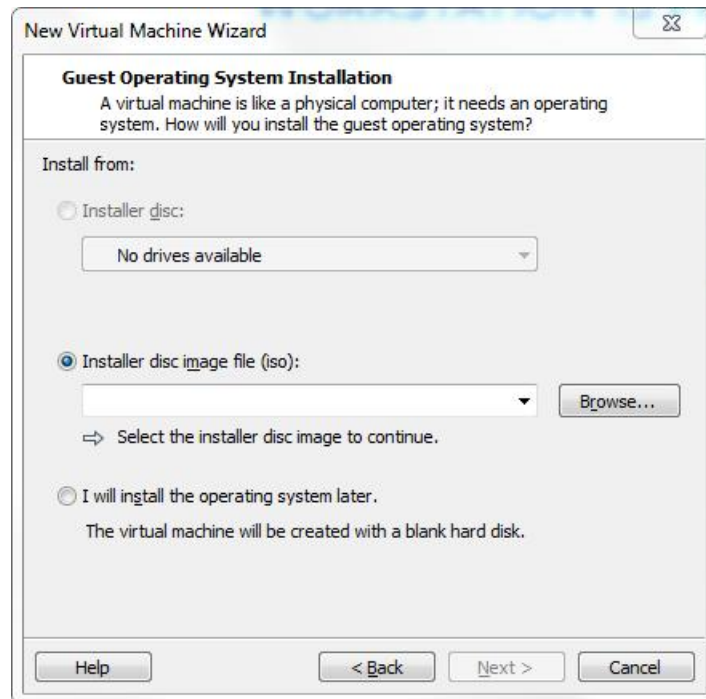 WORKSTATION
New Virtual Machine Wizard
Guest Operating System Installation
A virtual machine is like a physical computer; it needs an operating
system. How will you install the guest operating system?
Install from:
Installer disc:
No drives available
Installer disc image file (iso):
Browse...
Select the installer disc image to continue.
I will install the operating system later.
The virtual machine will be created with a blank hard disk.
Help
< Back
Next >
Cancel